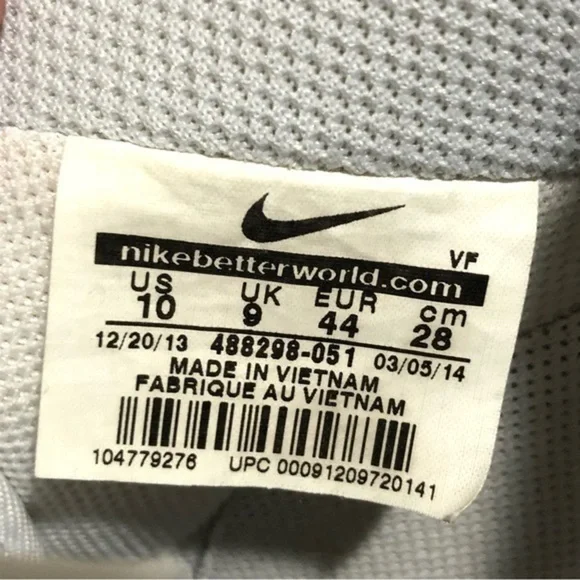 VF
nikebetterworld.com
US UK EUR cm
10 9 44 28
12/20/13 488298-051 03/05/14
MADE IN VIETNAM
FABRIQUE AU VIETNAM
104779276 UPC 00091209720141